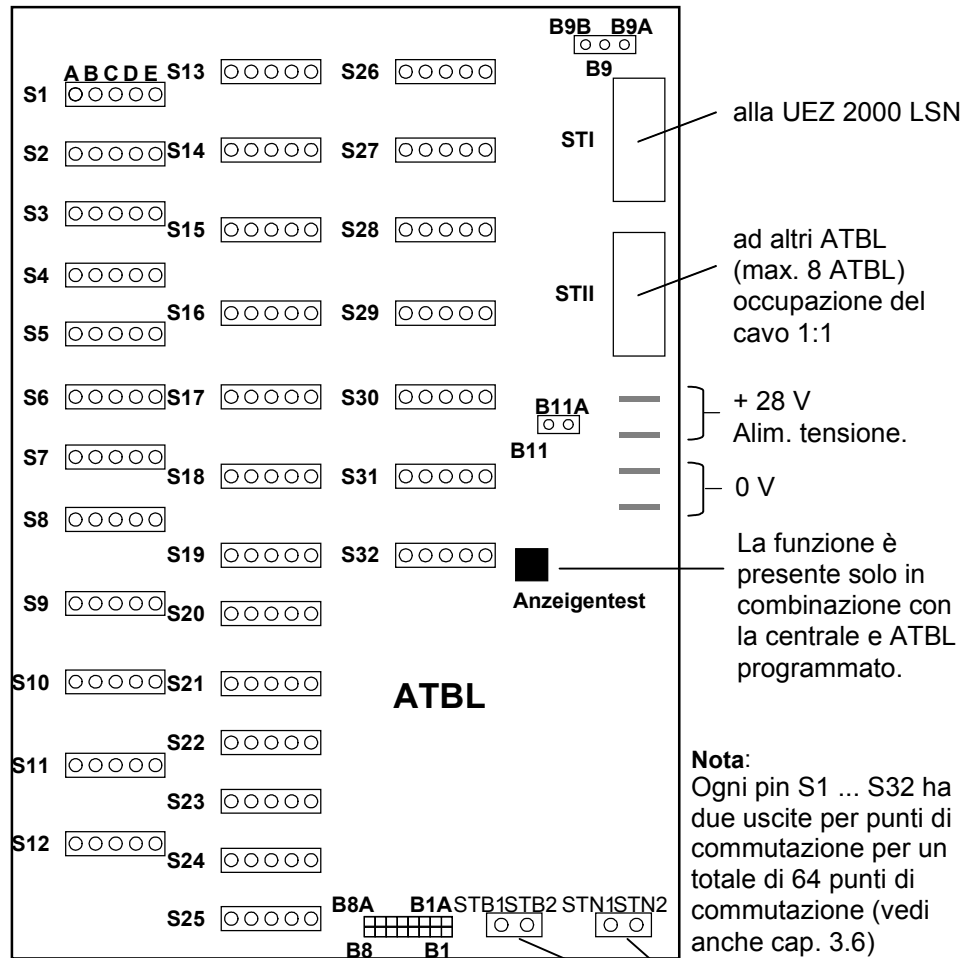 B9B B9A
B9
A B C D E
S1
S2
S3
S4
S5
S6
S7
S8
S9
S10
S11
S12
S13
S14
S15
S16
S17
S18
S19
S20
S21
S22
S23
S24
S25
S26
S27
S28
S29
S30
S31
S32
STI
alla UEZ 2000 LSN
STII
ad altri ATBL
(max. 8 ATBL)
occupazione del
cavo 1:1
B11A
B11
+ 28 V
Alim. tensione.
0 V
Anzeigentest
La funzione è
presente solo in
combinazione con
la centrale e ATBL
programmato.
ATBL
Nota:
Ogni pin S1 ... S32 ha
due uscite per punti di
commutazione per un
totale di 64 punti di
commutazione (vedi
anche cap. 3.6)
B8A B1A STB1STB2 STN1STN2
B8 B1